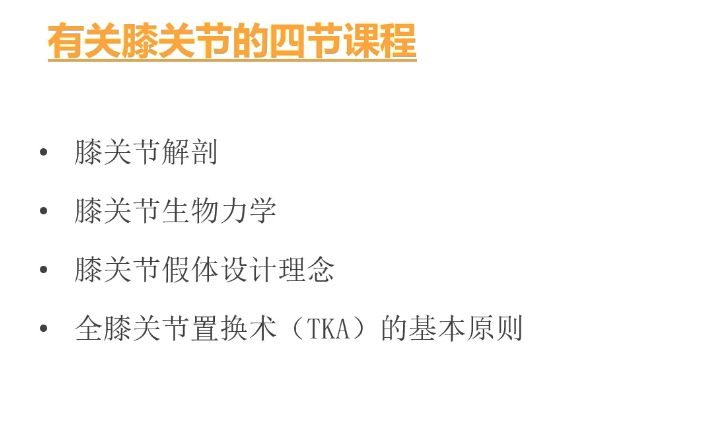 有关膝关节的四节课程
• 膝关节解剖
• 膝关节生物力学
• 膝关节假体设计理念
• 全膝关节置换术（TKA）的基本原则